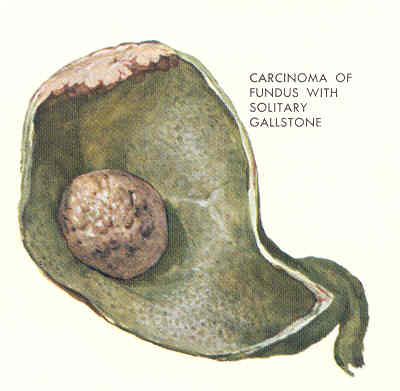 CARCINOMA OF
FUNDUS WITH
SOLITARY
GALLSTONE